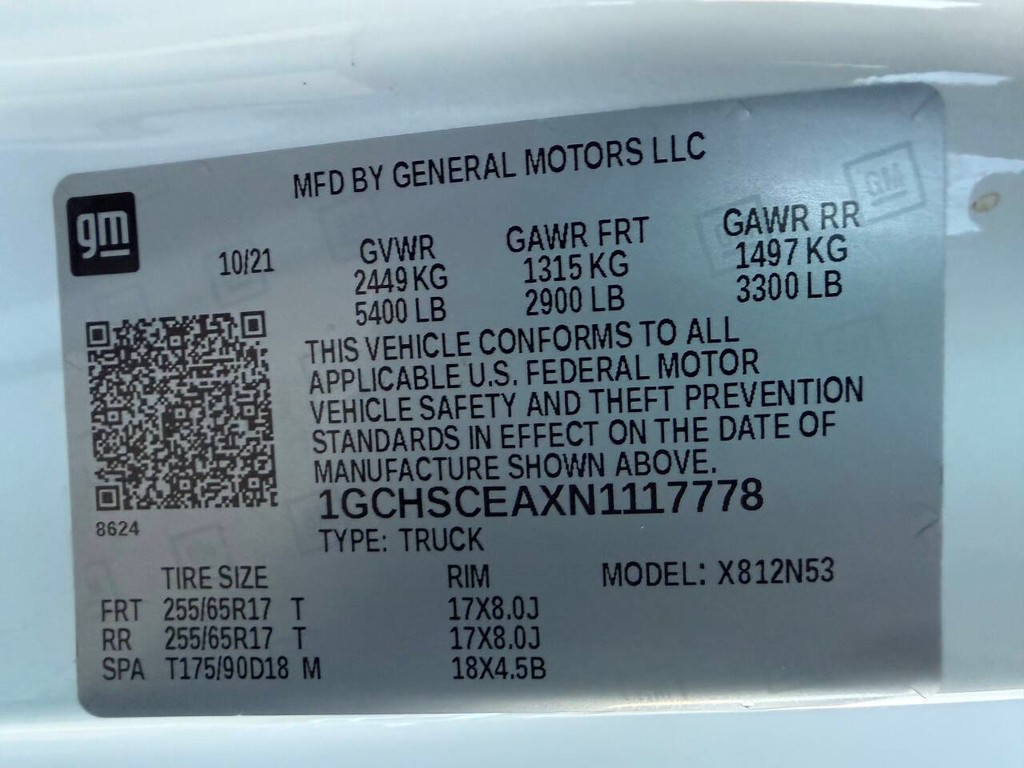 MFD BY GENERAL MOTORS LLC
gm
GM
10/21
GVWR GAWR FRT GAWR RR
2449 KG 1315 KG 1497 KG
5400 LB 2900 LB 3300 LB
THIS VEHICLE CONFORMS TO ALL
APPLICABLE U.S. FEDERAL MOTOR
VEHICLE SAFETY AND THEFT PREVENTION
STANDARDS IN EFFECT ON THE DATE OF
MANUFACTURE SHOWN ABOVE.
1GCHSCEAXN1117778
8624
TYPE: TRUCK
TIRE SIZE RIM MODEL: X812N53
FRT 255/65R17 T 17X8.0J
RR 255/65R17 T 17X8.0J
SPA T175/90D18 M 18X4.5B